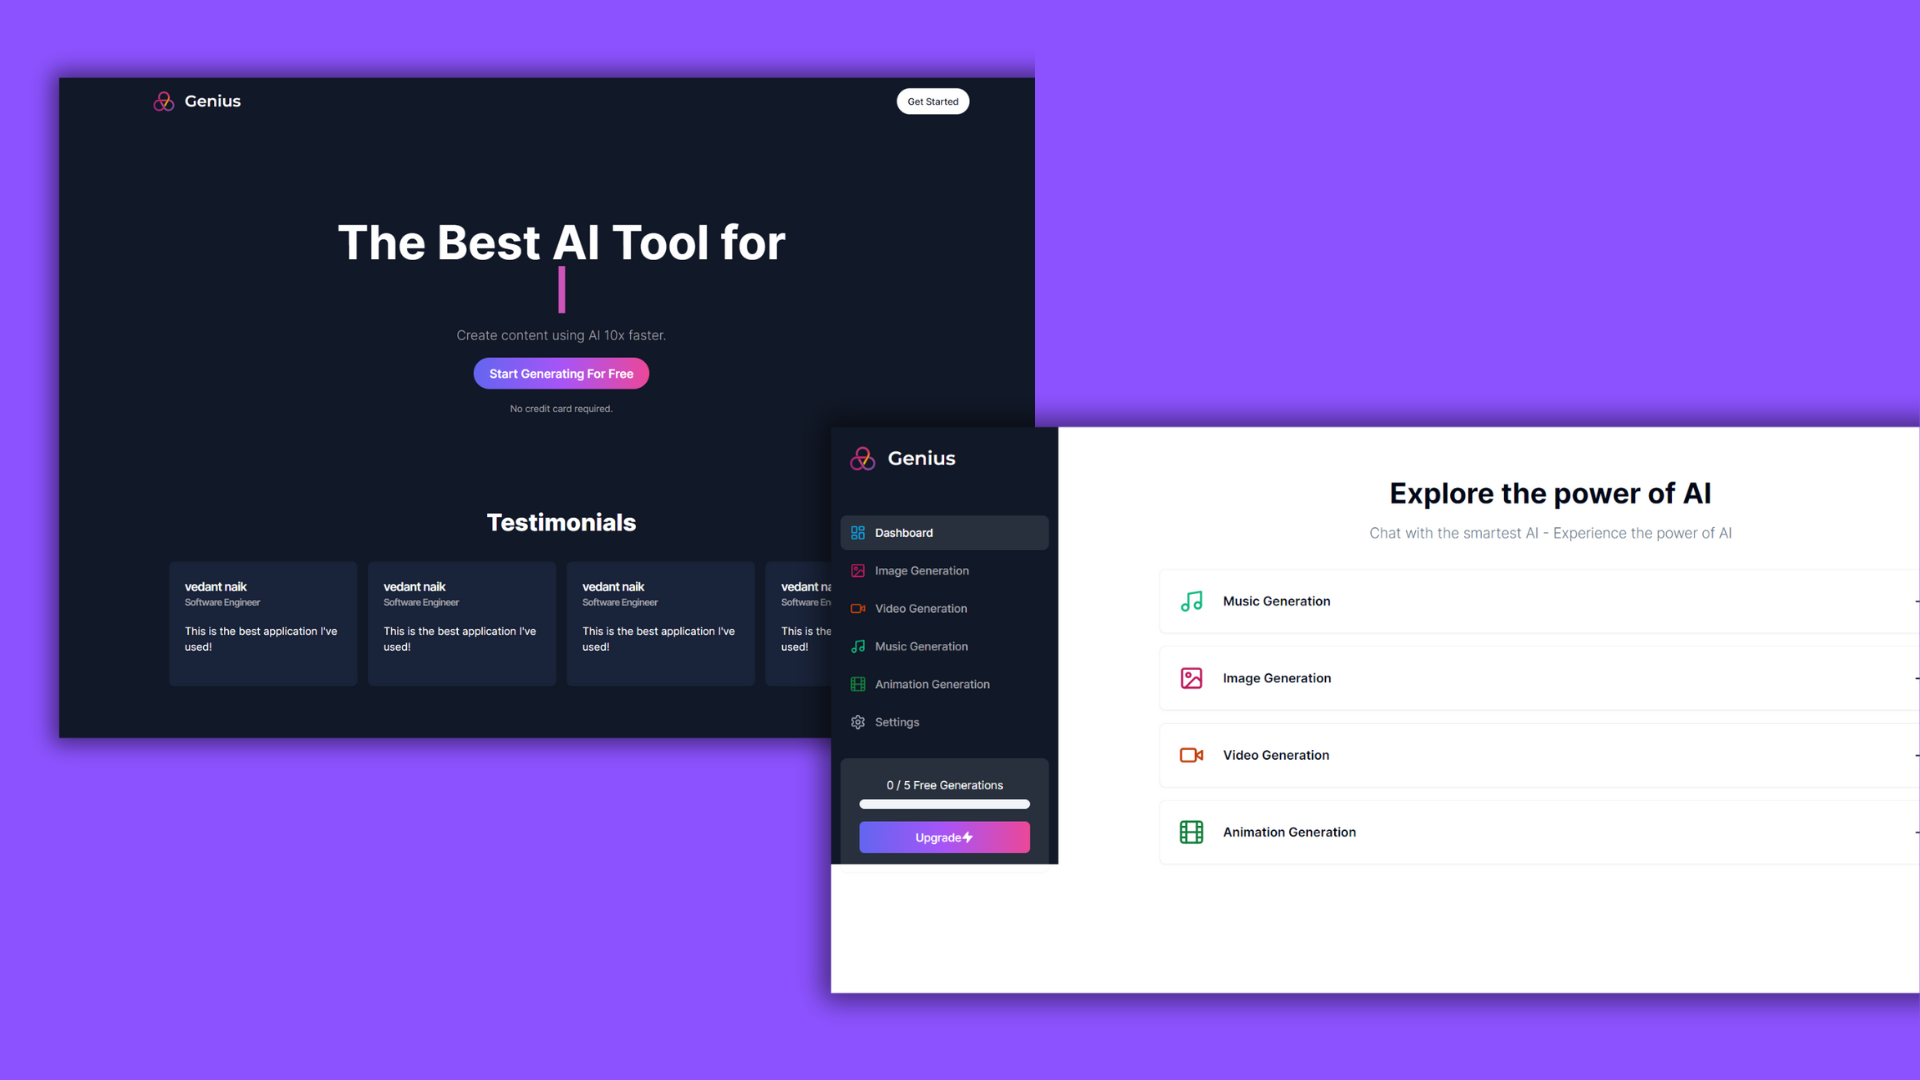 Genius
Get Started
The Best AI Tool for
Create content using AI 10x faster.
Start Generating For Free
No credit card required.
Testimonials
vedant naik
Software Engineer
This is the best application I've
used!
vedant naik
Software Engineer
This is the best application I've
used!
vedant naik
Software Engineer
This is the best application I've
used!
vedant na
Software En
This is the
used!
Genius
Dashboard
Image Generation
Video Generation
Music Generation
Animation Generation
Settings
0 / 5 Free Generations
Upgrade
Explore the power of AI
Chat with the smartest AI - Experience the power of AI
Music Generation
Image Generation
Video Generation
Animation Generation